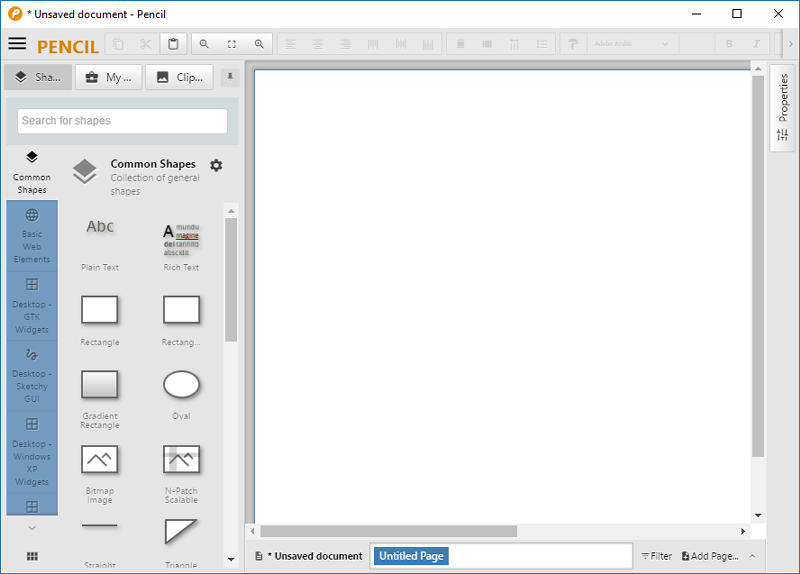 * Unsaved document - Pencil
PENCIL
Adobe Arabic
B I
Sha...
My ...
Clip...
Search for shapes
Properties
Common
Shapes
Basic
Web
Elements
Desktop -
GTK
Widgets
Desktop -
Sketchy
GUI
Desktop -
Windows
XP
Widgets
Common Shapes
Collection of general
shapes
Abc
Plain Text
A mundu
magine
del tannto
abscidit
Rich Text
Rectangle
Rectang...
Gradient
Rectangle
Oval
Bitmap
Image
N-Patch
Scalable
Straight
Triangle
* Unsaved document
Untitled Page
Filter
Add Page...